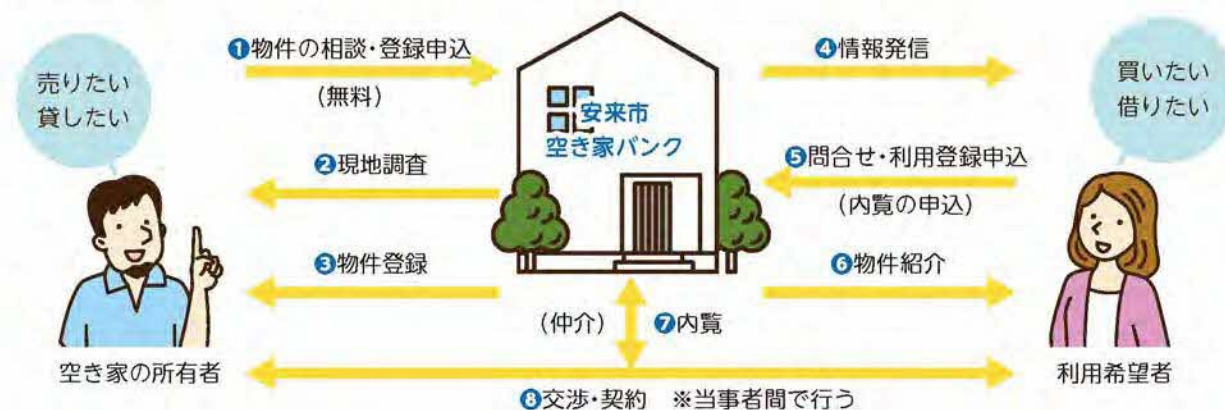 売りたい
貸したい
❶物件の相談・登録申込
(無料)
❷現地調査
❸物件登録
空き家の所有者
安来市
空き家バンク
❹情報発信
❺問合せ・利用登録申込
(内覧の申込)
❻物件紹介
買いたい
借りたい
利用希望者
(仲介)
❼内覧
❽交渉・契約 ※当事者間で行う